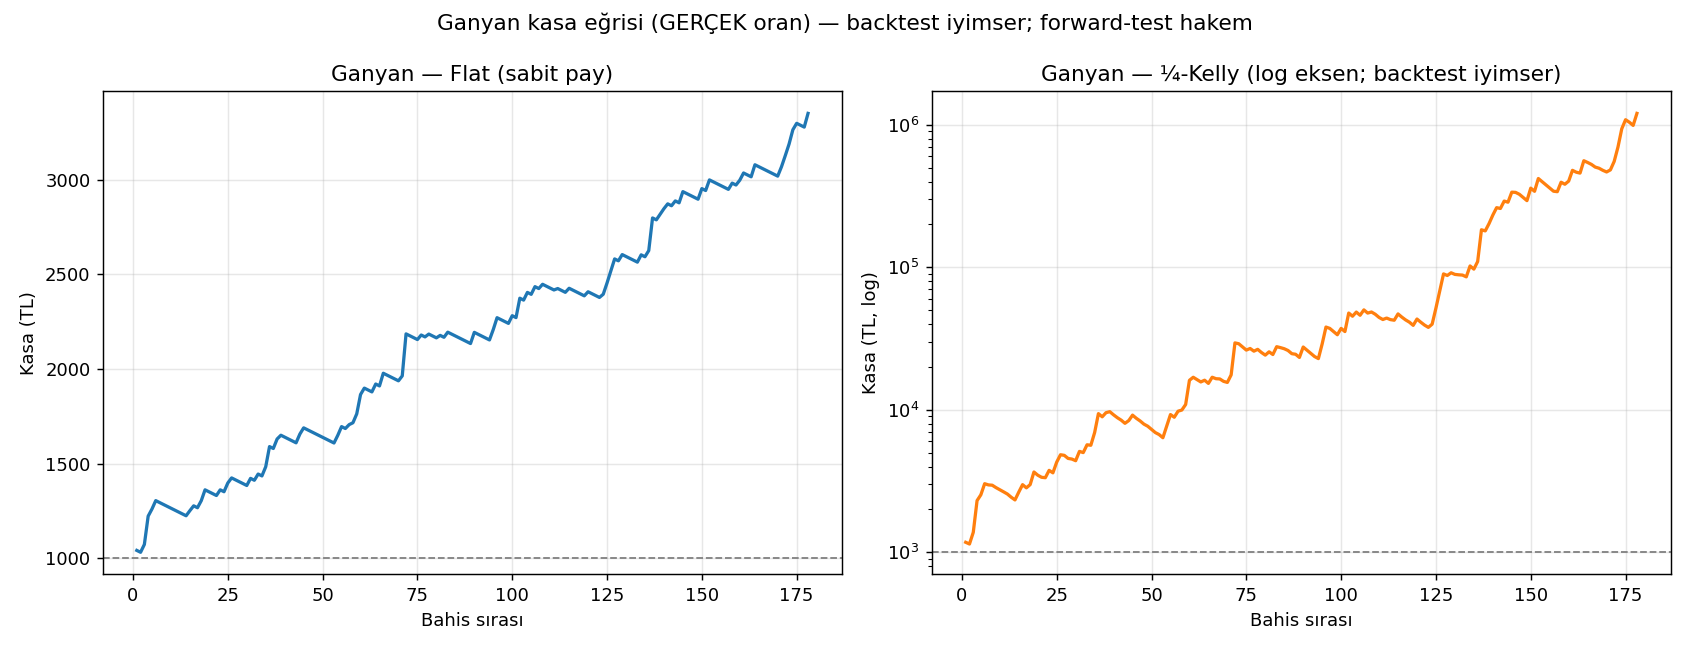 Ganyan kasa eğrisi (GERÇEK oran) — backtest iyimser; forward-test hakem
Ganyan — Flat (sabit pay)
Kasa (TL)
3000
2500
2000
1500
1000
0 25 50 75 100 125 150 175
Bahis sırası
Ganyan — ¼-Kelly (log eksen; backtest iyimser)
Kasa (TL, log)
10⁶
10⁵
10⁴
10³
0 25 50 75 100 125 150 175
Bahis sırası